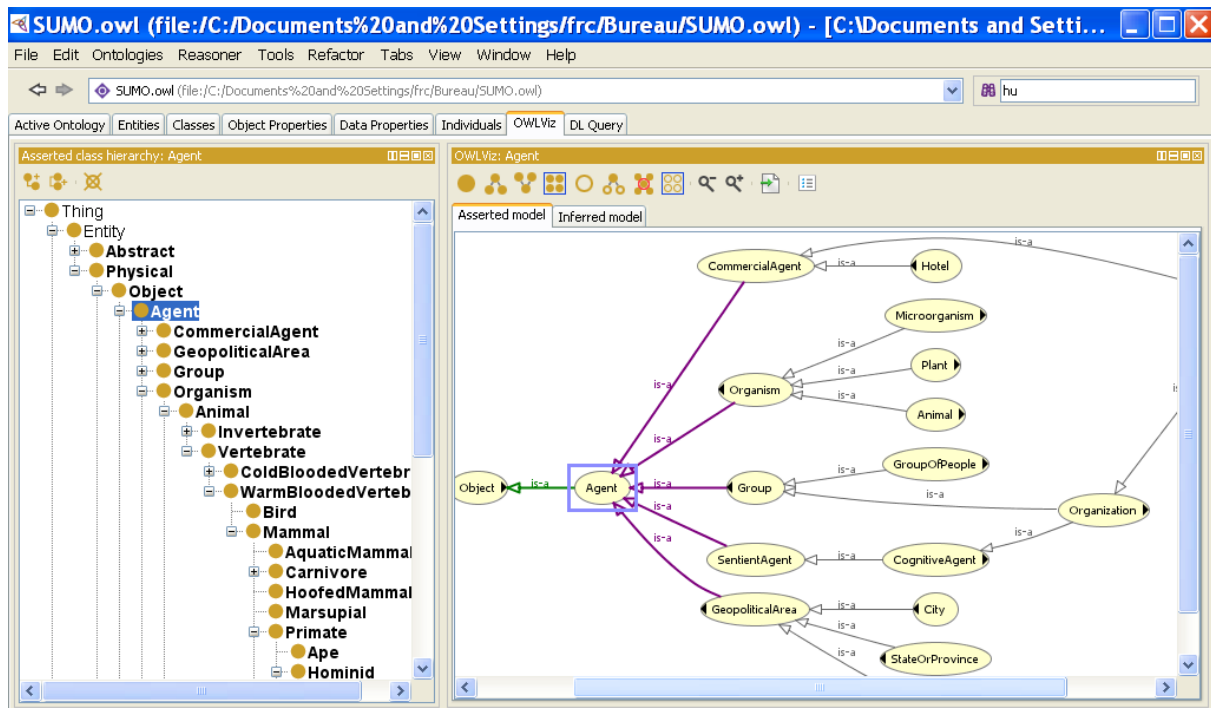 SUMO.owl (file:/C:/Documents%20and%20Settings/frc/Bureau/SUMO.owl) - [C:\Documents and Setti...
File Edit Ontologies Reasoner Tools Refactor Tabs View Window Help
SUMO.owl (file:/C:/Documents%20and%20Settings/frc/Bureau/SUMO.owl) hu
Active Ontology Entities Classes Object Properties Data Properties Individuals OWLViz DL Query
Asserted class hierarchy: Agent
Thing
Entity
Abstract
Physical
Object
Agent
CommercialAgent
GeopoliticalArea
Group
Organism
Animal
Invertebrate
Vertebrate
ColdBloodedVertebr
WarmBloodedVerteb
Bird
Mammal
AquaticMammal
Carnivore
HoofedMammal
Marsupial
Primate
Ape
Hominid
OWLViz: Agent
Asserted model Inferred model
is-a
CommercialAgent is-a Hotel
Microorganism
is-a
Plant
is-a
is-a Organism is-a
Animal
is-a
GroupOfPeople
is-a
Object is-a Agent is-a Group is-a
is-a Organization
is-a is-a
SentientAgent is-a CognitiveAgent
GeopoliticalArea is-a City
is-a
is-a StateOrProvince